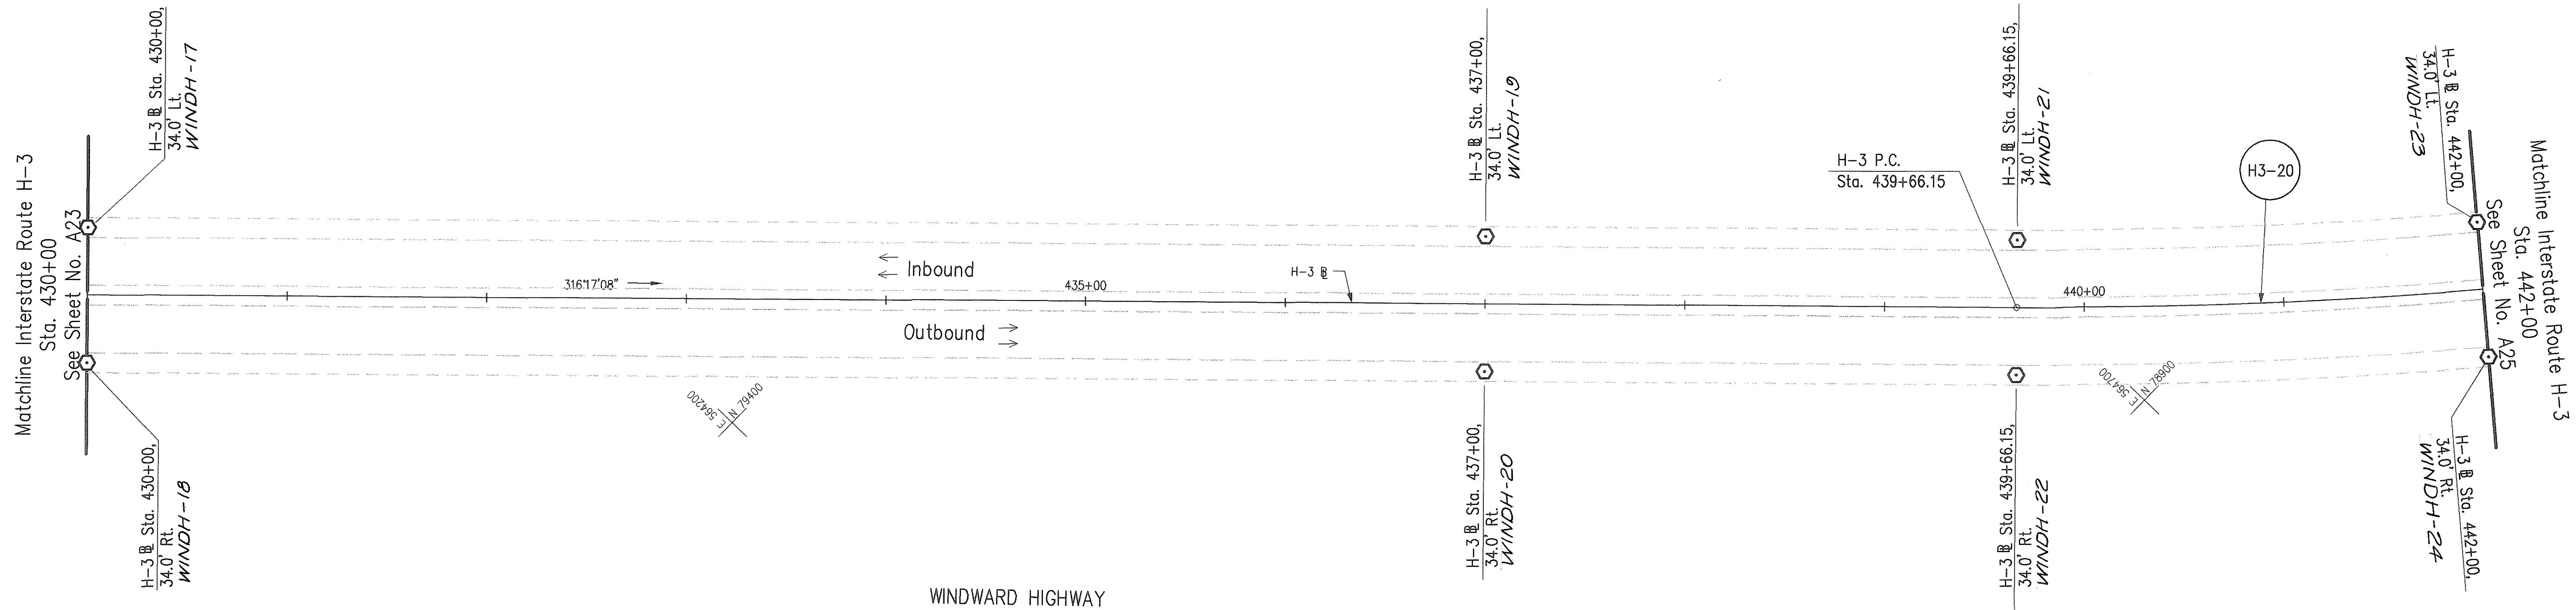 Matchline Interstate Route H-3
Sta. 430+00
See Sheet No. A23
H-3 ℄ Sta. 430+00,
34.0' Lt.
WINDH-17
H-3 ℄ Sta. 430+00,
34.0' Rt.
WINDH-18
316°17'08"
Inbound
Outbound
435+00
H-3 ℄
E 564200
N 79400
H-3 ℄ Sta. 437+00,
34.0' Lt.
WINDH-19
H-3 ℄ Sta. 437+00,
34.0' Rt.
WINDH-20
H-3 P.C.
Sta. 439+66.15
H-3 ℄ Sta. 439+66.15,
34.0' Lt.
WINDH-21
H-3 ℄ Sta. 439+66.15,
34.0' Rt.
WINDH-22
440+00
H3-20
E 564700
N 78900
H-3 ℄ Sta. 442+00,
34.0' Lt.
WINDH-23
H-3 ℄ Sta. 442+00,
34.0' Rt.
WINDH-24
Matchline Interstate Route H-3
Sta. 442+00
See Sheet No. A25
WINDWARD HIGHWAY